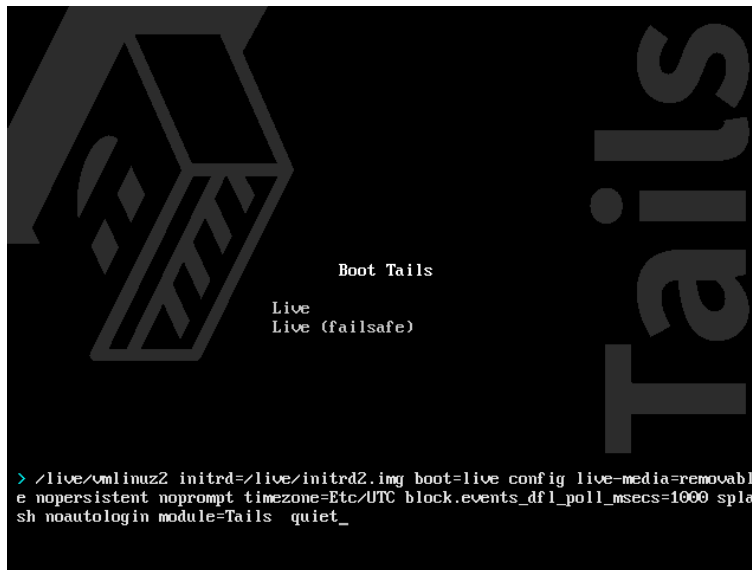 Tails
Boot Tails
Live
Live (failsafe)
> /live/vmlinuz2 initrd=/live/initrd2.img boot=live config live-media=removabl
e nopersistent noprompt timezone=Etc/UTC block.events_dfl_poll_msecs=1000 spla
sh noautologin module=Tails  quiet_